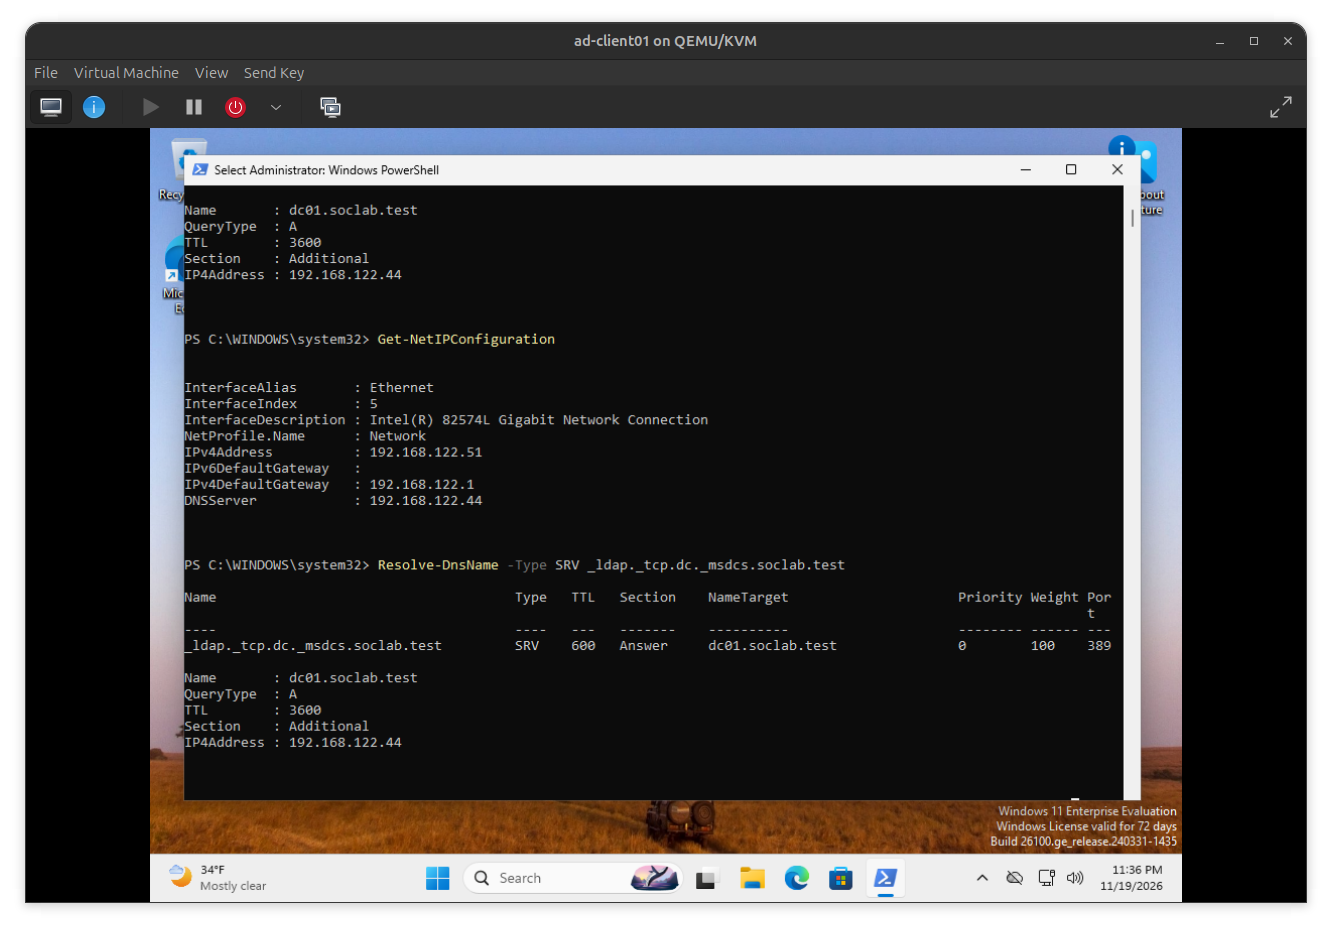 ad-client01 on QEMU/KVM
File Virtual Machine View Send Key
Select Administrator: Windows PowerShell
Name       : dc01.soclab.test
QueryType  : A
TTL        : 3600
Section    : Additional
IP4Address : 192.168.122.44
PS C:\WINDOWS\system32> Get-NetIPConfiguration
InterfaceAlias       : Ethernet
InterfaceIndex       : 5
InterfaceDescription : Intel(R) 82574L Gigabit Network Connection
NetProfile.Name      : Network
IPv4Address          : 192.168.122.51
IPv6DefaultGateway   :
IPv4DefaultGateway   : 192.168.122.1
DNSServer            : 192.168.122.44
PS C:\WINDOWS\system32> Resolve-DnsName -Type SRV _ldap._tcp.dc._msdcs.soclab.test
Name Type TTL Section NameTarget Priority Weight Por
t
---- ---- --- ------- ---------- -------- ------ ---
_ldap._tcp.dc._msdcs.soclab.test SRV 600 Answer dc01.soclab.test 0 100 389
Name       : dc01.soclab.test
QueryType  : A
TTL        : 3600
Section    : Additional
IP4Address : 192.168.122.44
Recy
Mic
E
bout
ture
Windows 11 Enterprise Evaluation
Windows License valid for 72 days
Build 26100.ge_release.240331-1435
34°F
Mostly clear
Search
11:36 PM
11/19/2026